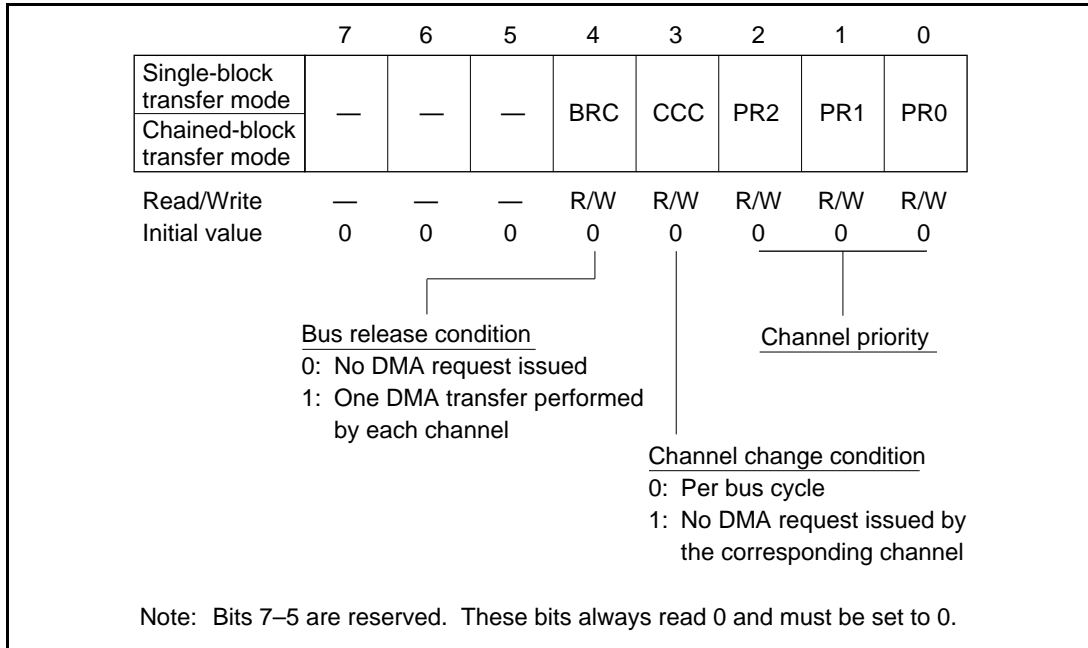 7 6 5 4 3 2 1 0
Single-block
transfer mode
Chained-block
transfer mode
— — — BRC CCC PR2 PR1 PR0
Read/Write — — — R/W R/W R/W R/W R/W
Initial value 0 0 0 0 0 0 0 0
Bus release condition
0: No DMA request issued
1: One DMA transfer performed
by each channel
Channel priority
Channel change condition
0: Per bus cycle
1: No DMA request issued by
the corresponding channel
Note: Bits 7–5 are reserved. These bits always read 0 and must be set to 0.